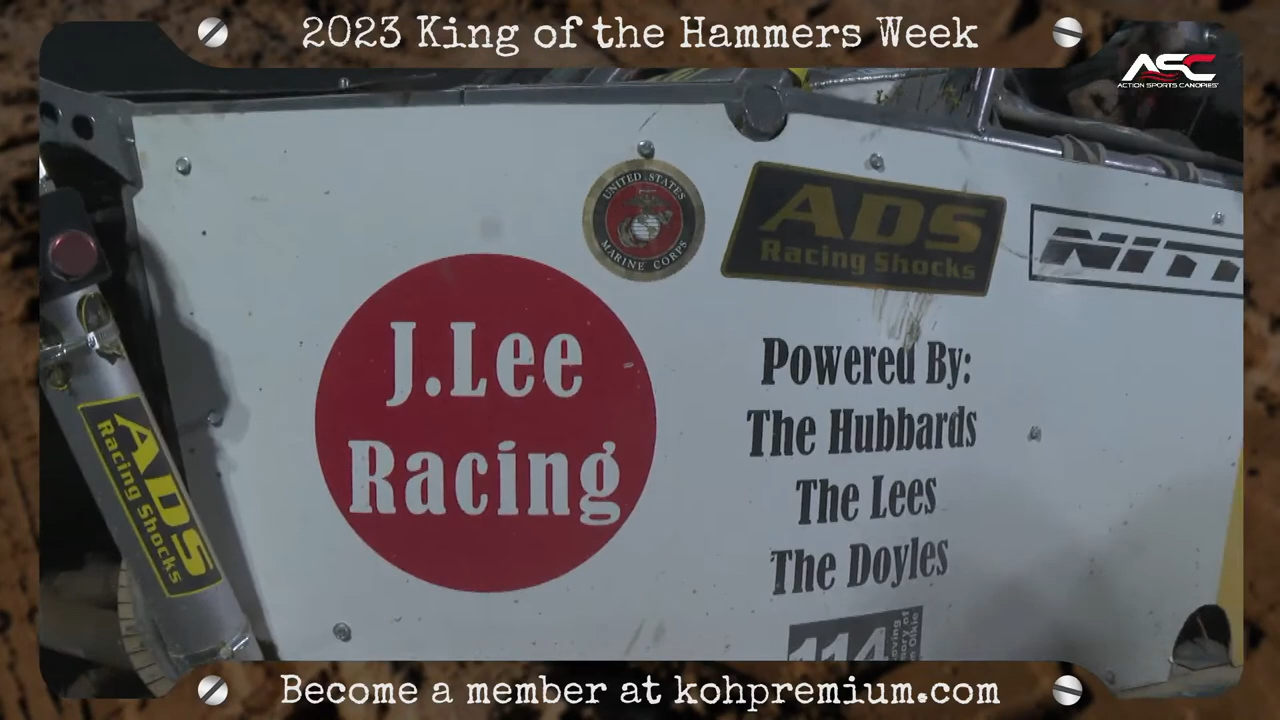 2023 King of the Hammers Week
ASC
ACTION SPORTS CANOPIES
UNITED STATES
MARINE CORPS
ADS
Racing Shocks
NIT
J.Lee
Racing
Powered By:
The Hubbards
The Lees
The Doyles
ADS
Racing Shocks
114
Become a member at kohpremium.com